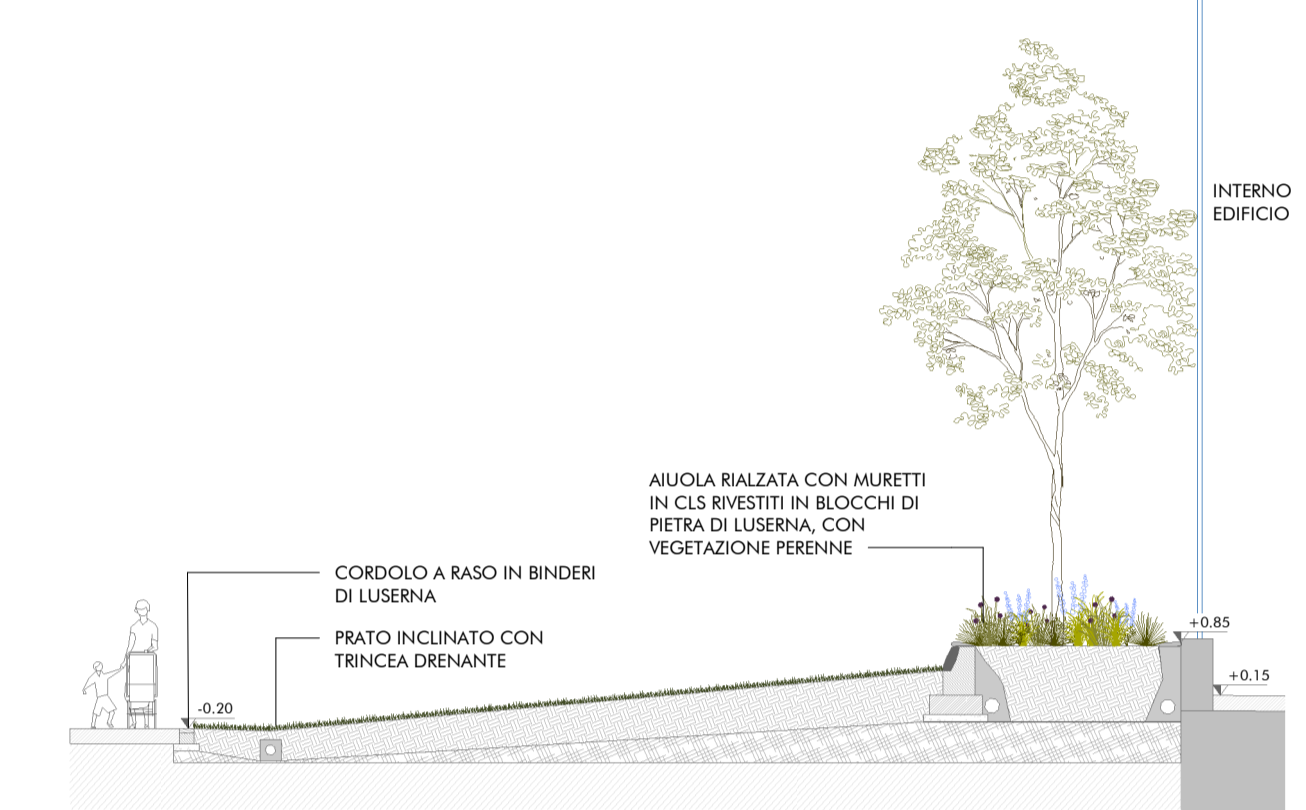 INTERNO
EDIFICIO
AIUOLA RIALZATA CON MURETTI
IN CLS RIVESTITI IN BLOCCHI DI
PIETRA DI LUSERNA, CON
VEGETAZIONE PERENNE
CORDOLO A RASO IN BINDERI
DI LUSERNA
PRATO INCLINATO CON
TRINCEA DRENANTE
+0.85
+0.15
-0.20